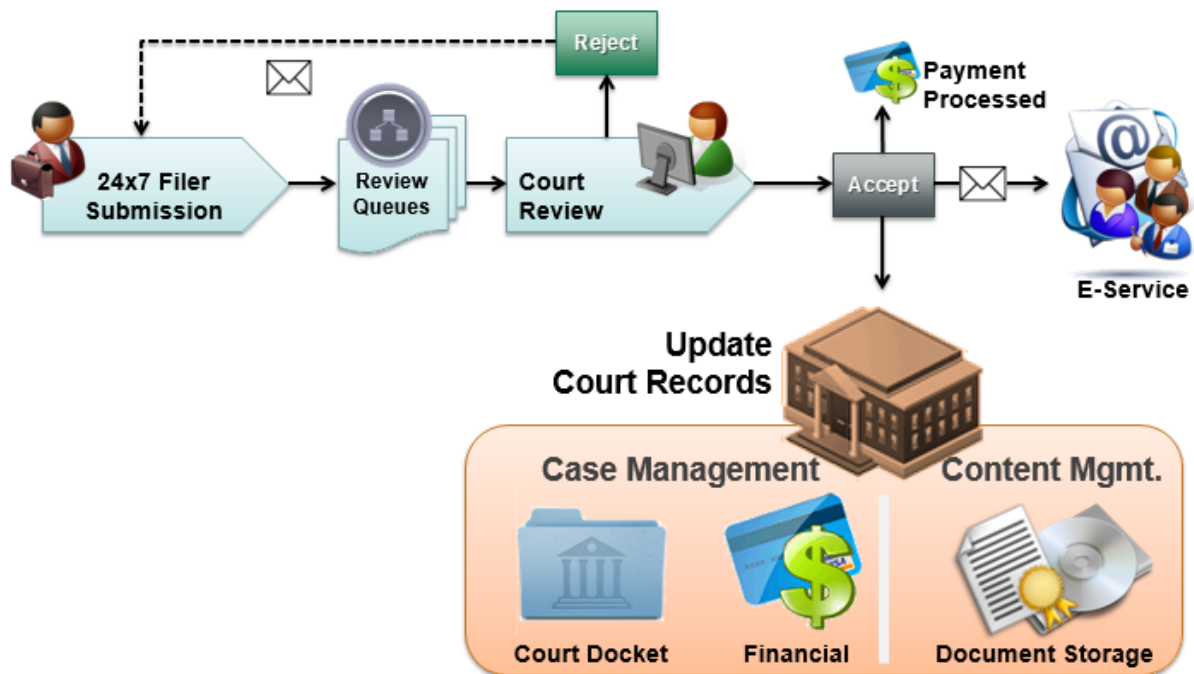 Reject
Payment
Processed
24x7 Filer
Submission
Review
Queues
Court
Review
Accept
@
E-Service
Update
Court Records
Case Management
Content Mgmt.
Court Docket
Financial
Document Storage